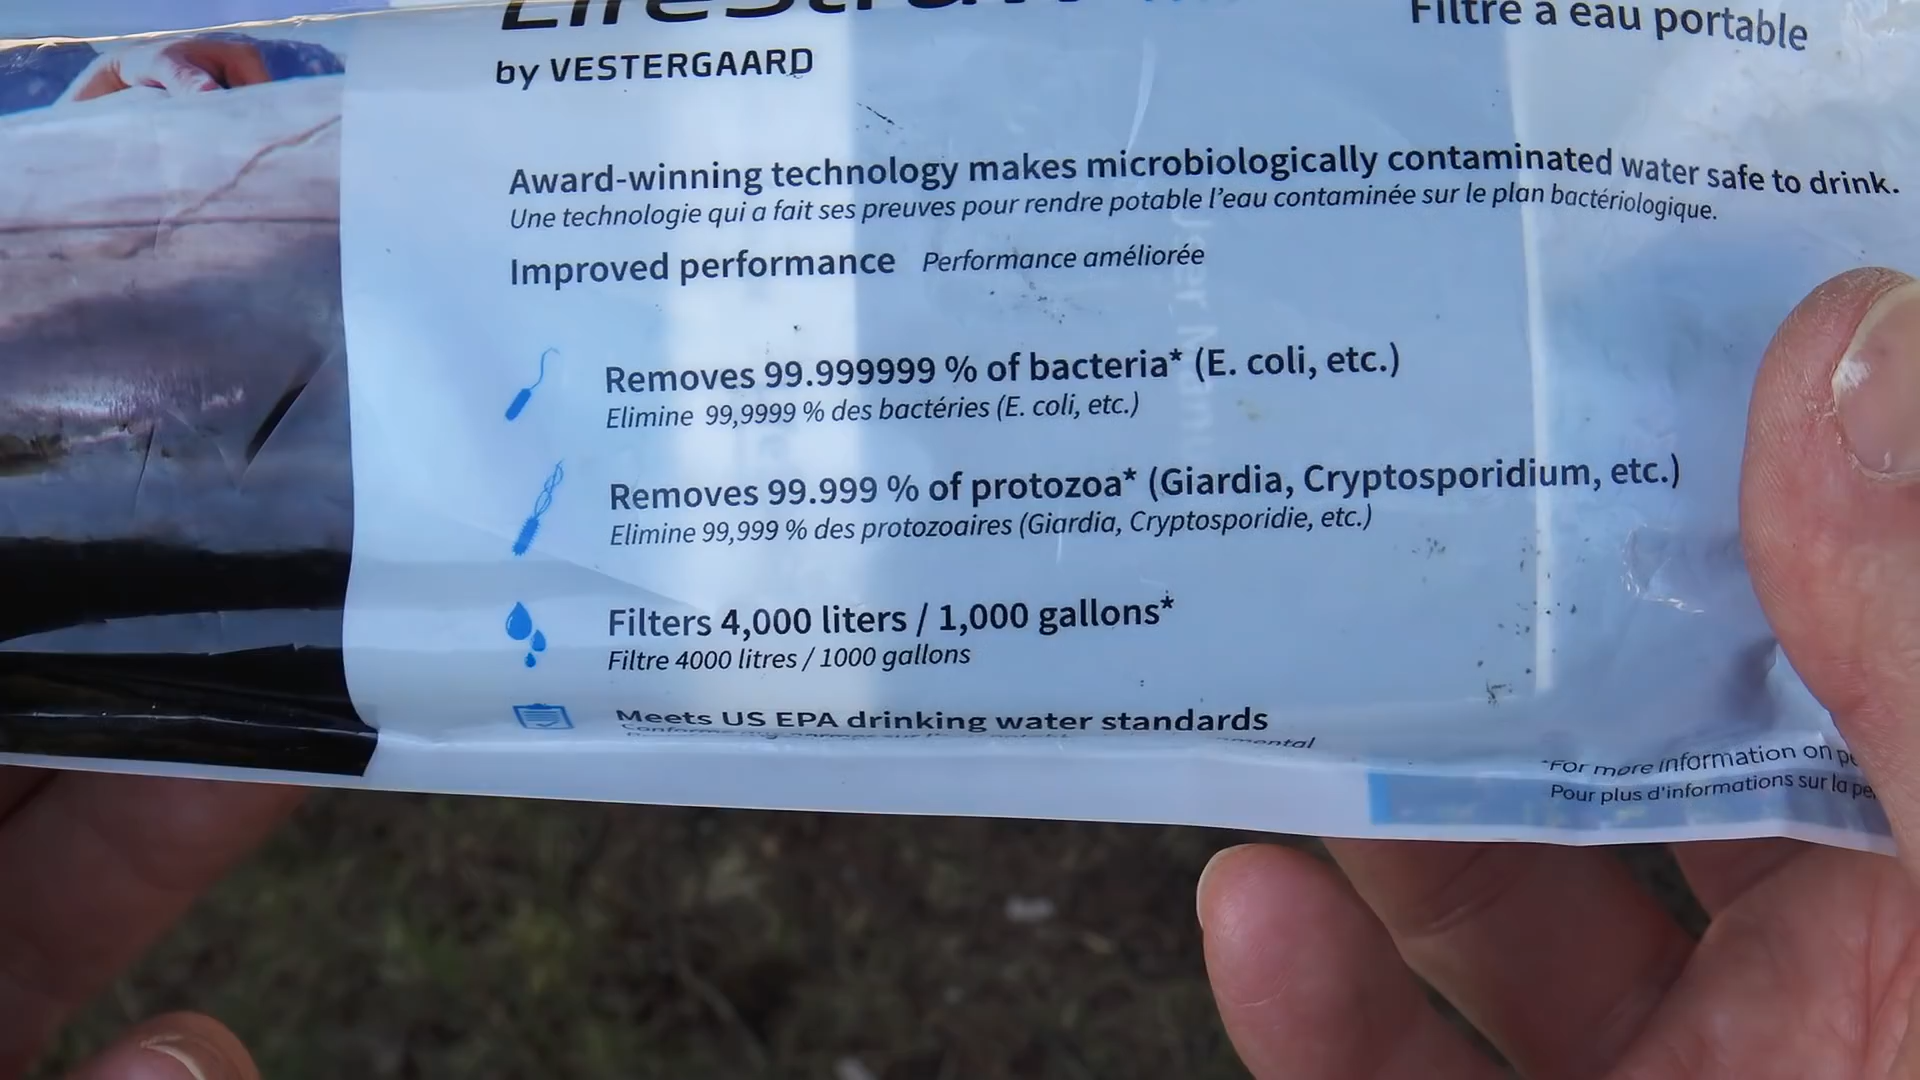 LifeStraw
Filtre à eau portable
by VESTERGAARD
Award-winning technology makes microbiologically contaminated water safe to drink.
Une technologie qui a fait ses preuves pour rendre potable l'eau contaminée sur le plan bactériologique.
Improved performance Performance améliorée
Removes 99.999999 % of bacteria* (E. coli, etc.)
Elimine 99,9999 % des bactéries (E. coli, etc.)
Removes 99.999 % of protozoa* (Giardia, Cryptosporidium, etc.)
Elimine 99,999 % des protozoaires (Giardia, Cryptosporidie, etc.)
Filters 4,000 liters / 1,000 gallons*
Filtre 4000 litres / 1000 gallons
Meets US EPA drinking water standards
*For more information on
Pour plus d'informations sur la